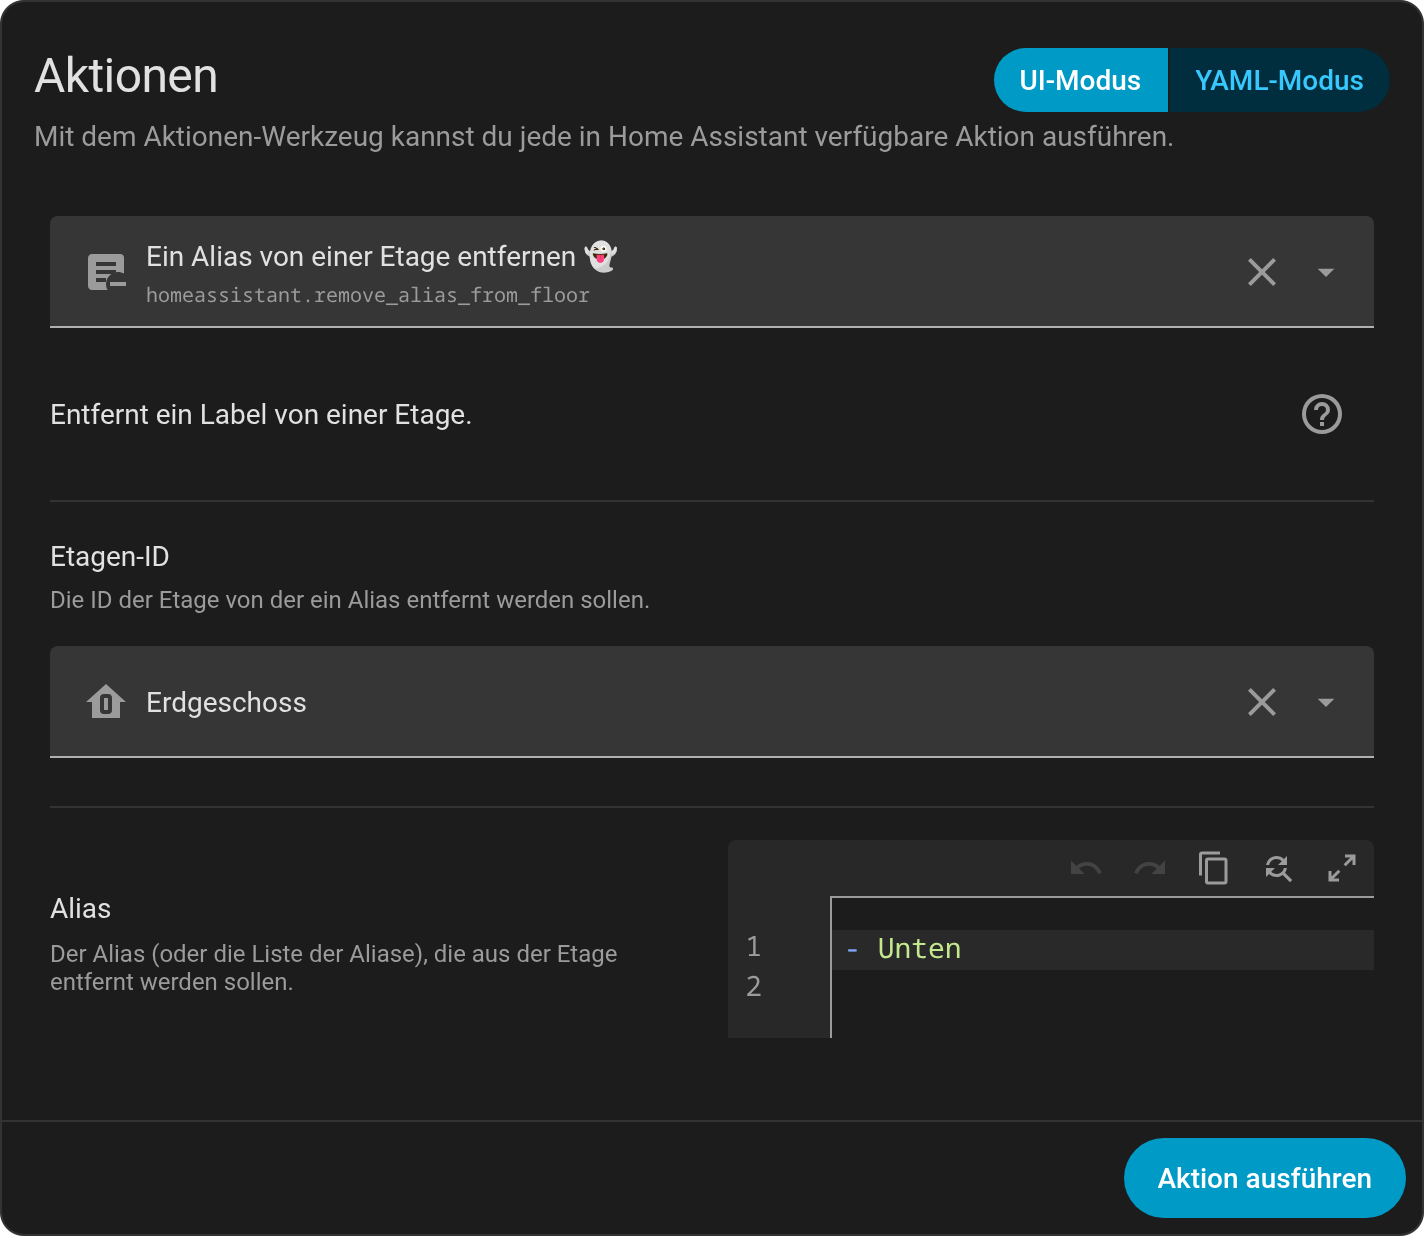 Aktionen
UI-Modus
YAML-Modus
Mit dem Aktionen-Werkzeug kannst du jede in Home Assistant verfügbare Aktion ausführen.
Ein Alias von einer Etage entfernen 👻
homeassistant.remove_alias_from_floor
Entfernt ein Label von einer Etage.
Etagen-ID
Die ID der Etage von der ein Alias entfernt werden sollen.
Erdgeschoss
Alias
Der Alias (oder die Liste der Aliase), die aus der Etage
entfernt werden sollen.
1 - Unten
2
Aktion ausführen